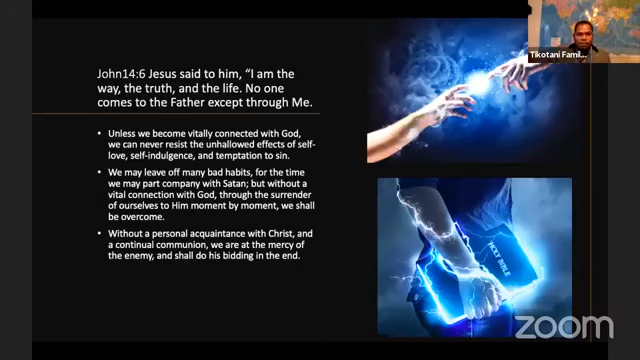 Tikotani Famil...
John14:6 Jesus said to him, “I am the
way, the truth, and the life. No one
comes to the Father except through Me.
• Unless we become vitally connected with God,
we can never resist the unhallowed effects of self-
love, self-indulgence, and temptation to sin.
• We may leave off many bad habits, for the time
we may part company with Satan; but without a
vital connection with God, through the surrender
of ourselves to Him moment by moment, we shall
be overcome.
• Without a personal acquaintance with Christ, and
a continual communion, we are at the mercy of
the enemy, and shall do his bidding in the end.
HOLY BIBLE
zoom